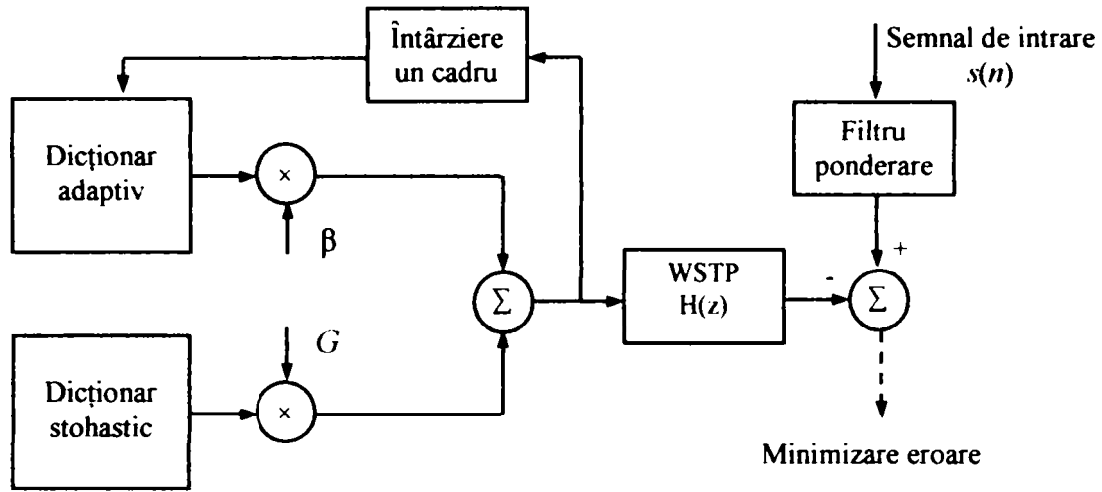 Întârziere
un cadru
Semnal de intrare
s(n)
Dicționar
adaptiv
×
β
Filtru
ponderare
+
Σ
WSTP
H(z)
-
Σ
G
Dicționar
stohastic
×
Minimizare eroare